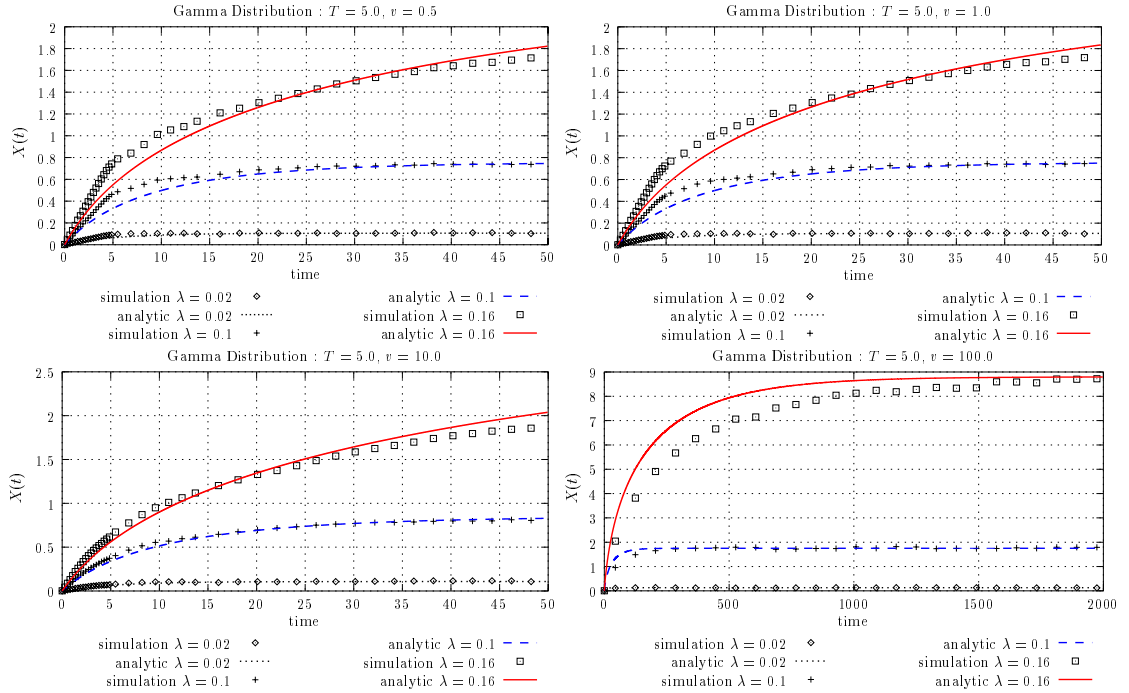 Gamma Distribution : T = 5.0, v = 0.5
2
1.8
1.6
1.4
1.2
1
0.8
0.6
0.4
0.2
0
X(t)
0 5 10 15 20 25 30 35 40 45 50
time
simulation λ = 0.02
analytic λ = 0.02
simulation λ = 0.1
analytic λ = 0.1
simulation λ = 0.16
analytic λ = 0.16
Gamma Distribution : T = 5.0, v = 1.0
2
1.8
1.6
1.4
1.2
1
0.8
0.6
0.4
0.2
0
X(t)
0 5 10 15 20 25 30 35 40 45 50
time
simulation λ = 0.02
analytic λ = 0.02
simulation λ = 0.1
analytic λ = 0.1
simulation λ = 0.16
analytic λ = 0.16
Gamma Distribution : T = 5.0, v = 10.0
2.5
2
1.5
1
0.5
0
X(t)
0 5 10 15 20 25 30 35 40 45 50
time
simulation λ = 0.02
analytic λ = 0.02
simulation λ = 0.1
analytic λ = 0.1
simulation λ = 0.16
analytic λ = 0.16
Gamma Distribution : T = 5.0, v = 100.0
9
8
7
6
5
4
3
2
1
0
X(t)
0 500 1000 1500 2000
time
simulation λ = 0.02
analytic λ = 0.02
simulation λ = 0.1
analytic λ = 0.1
simulation λ = 0.16
analytic λ = 0.16